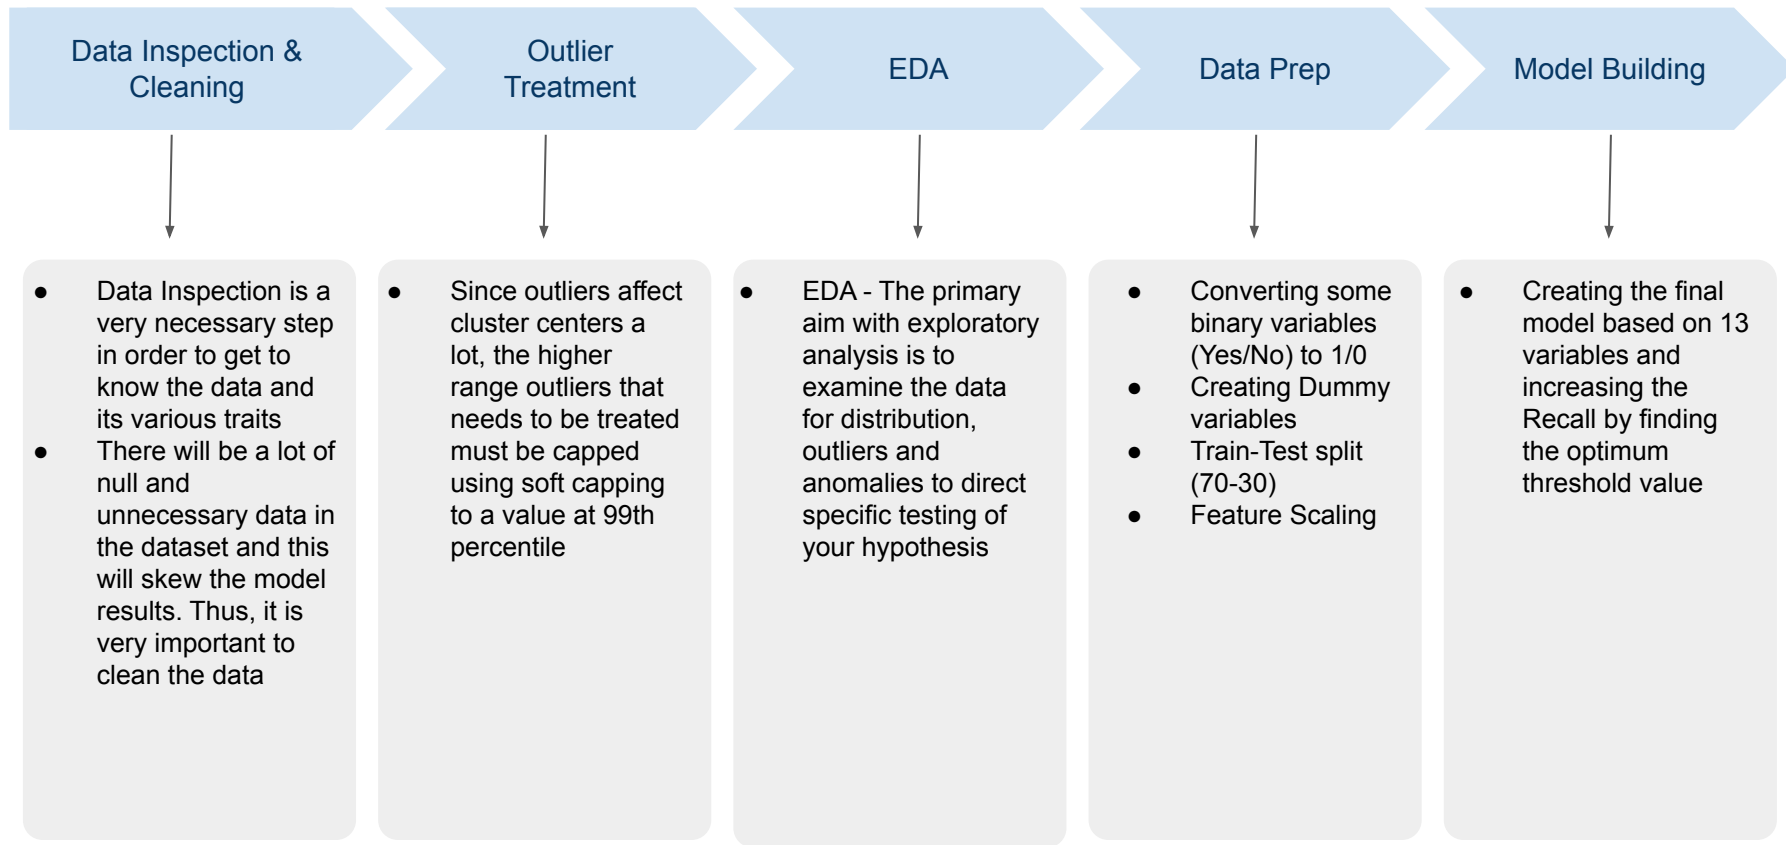 Data Inspection &
Cleaning
Outlier
Treatment
EDA
Data Prep
Model Building
● Data Inspection is a
very necessary step
in order to get to
know the data and
its various traits
● There will be a lot of
null and
unnecessary data in
the dataset and this
will skew the model
results. Thus, it is
very important to
clean the data
● Since outliers affect
cluster centers a
lot, the higher
range outliers that
needs to be treated
must be capped
using soft capping
to a value at 99th
percentile
● EDA - The primary
aim with exploratory
analysis is to
examine the data
for distribution,
outliers and
anomalies to direct
specific testing of
your hypothesis
● Converting some
binary variables
(Yes/No) to 1/0
● Creating Dummy
variables
● Train-Test split
(70-30)
● Feature Scaling
● Creating the final
model based on 13
variables and
increasing the
Recall by finding
the optimum
threshold value